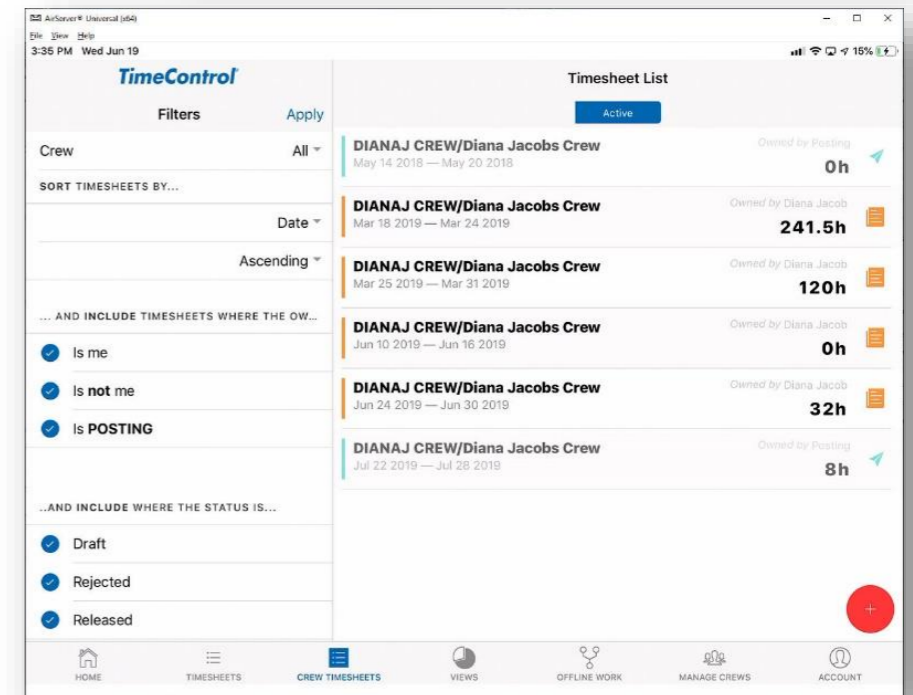 AirServer® Universal (x64)
File View Help
3:35 PM Wed Jun 19
15%
TimeControl
Filters Apply
Crew All
SORT TIMESHEETS BY...
Date
Ascending
... AND INCLUDE TIMESHEETS WHERE THE OW...
Is me
Is not me
Is POSTING
..AND INCLUDE WHERE THE STATUS IS...
Draft
Rejected
Released
Timesheet List
Active
DIANAJ CREW/Diana Jacobs Crew Owned by Posting
May 14 2018 — May 20 2018 0h
DIANAJ CREW/Diana Jacobs Crew Owned by Diana Jacob
Mar 18 2019 — Mar 24 2019 241.5h
DIANAJ CREW/Diana Jacobs Crew Owned by Diana Jacob
Mar 25 2019 — Mar 31 2019 120h
DIANAJ CREW/Diana Jacobs Crew Owned by Diana Jacob
Jun 10 2019 — Jun 16 2019 0h
DIANAJ CREW/Diana Jacobs Crew Owned by Diana Jacob
Jun 24 2019 — Jun 30 2019 32h
DIANAJ CREW/Diana Jacobs Crew Owned by Posting
Jul 22 2019 — Jul 28 2019 8h
HOME TIMESHEETS CREW TIMESHEETS VIEWS OFFLINE WORK MANAGE CREWS ACCOUNT